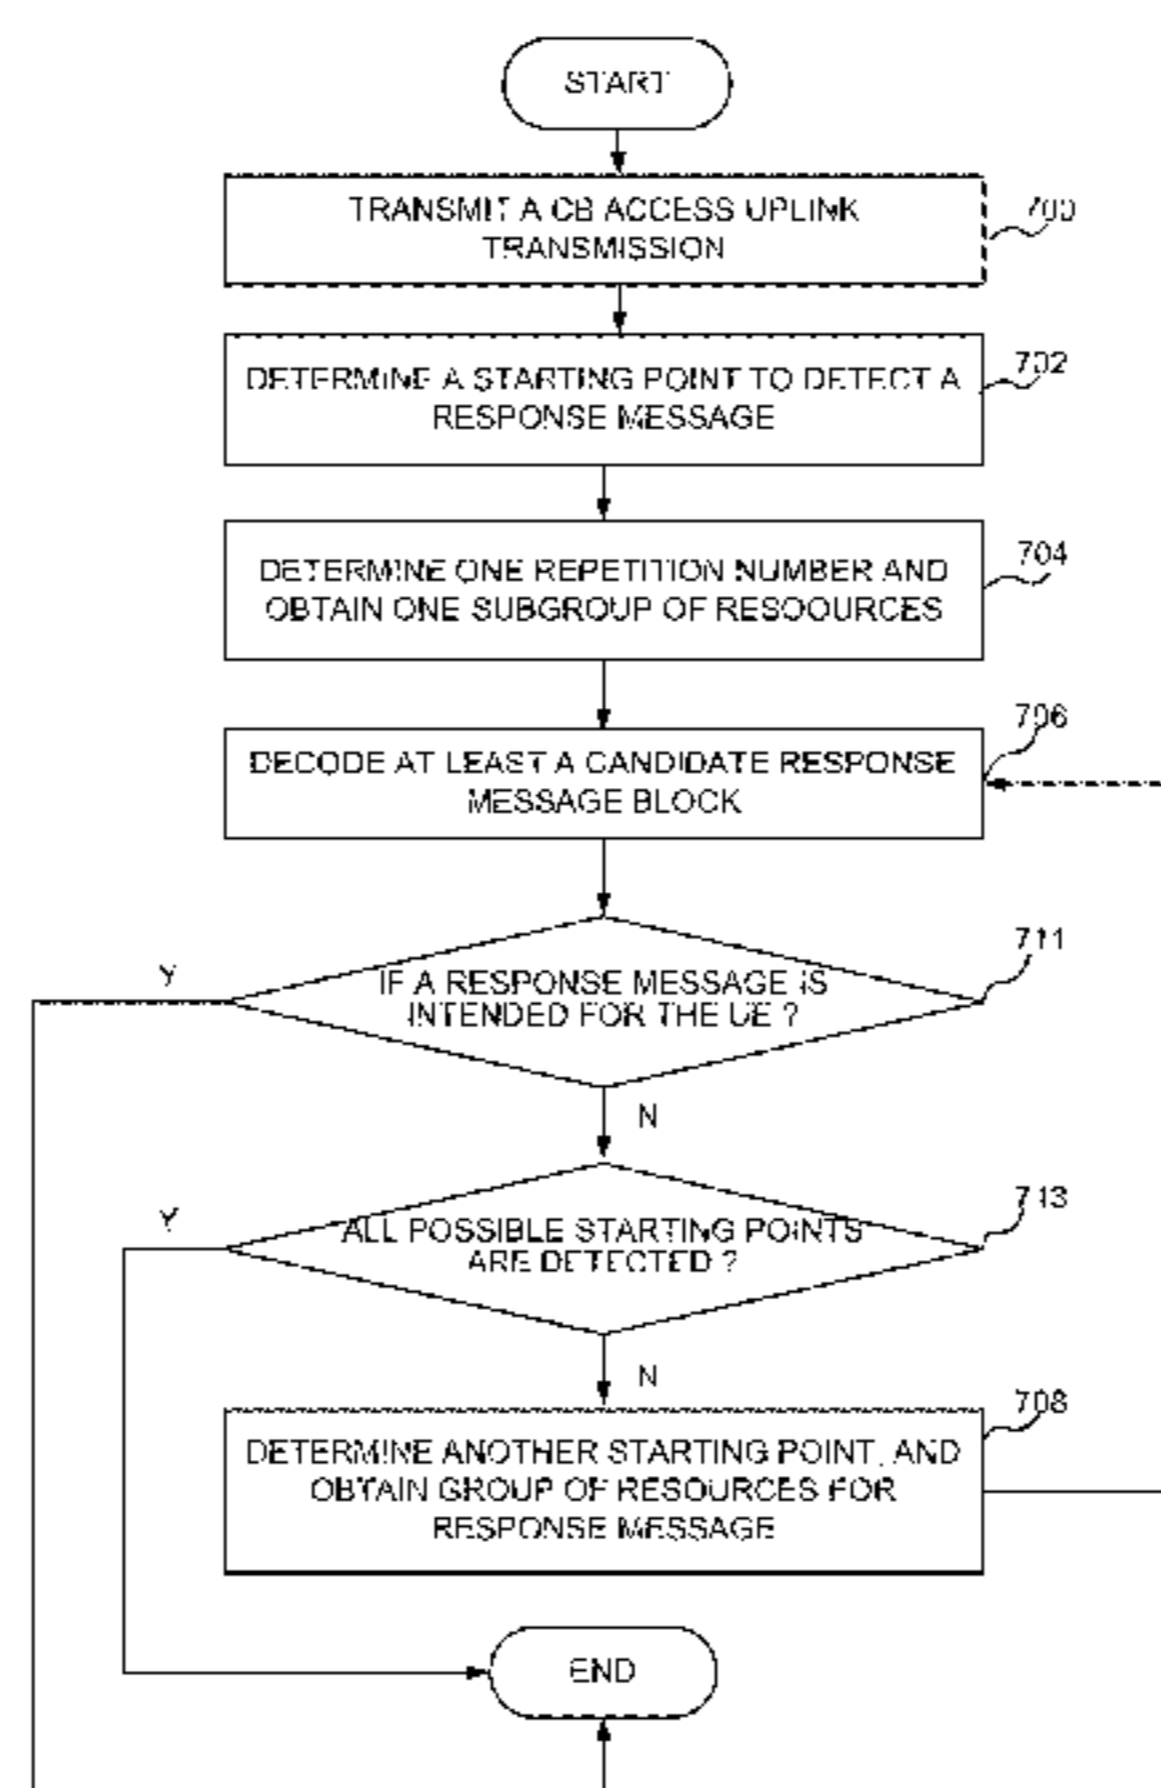 START
TRANSMIT A CB ACCESS UPLINK
TRANSMISSION
700
DETERMINE A STARTING POINT TO DETECT A
RESPONSE MESSAGE
702
DETERMINE ONE REPETITION NUMBER AND
OBTAIN ONE SUBGROUP OF RESOOURCES
704
DECODE AT LEAST A CANDIDATE RESPONSE
MESSAGE BLOCK
706
Y
IF A RESPONSE MESSAGE IS
INTENDED FOR THE UE ?
711
N
Y
ALL POSSIBLE STARTING POINTS
ARE DETECTED ?
713
N
DETERMINE ANOTHER STARTING POINT, AND
OBTAIN GROUP OF RESOURCES FOR
RESPONSE MESSAGE
708
END